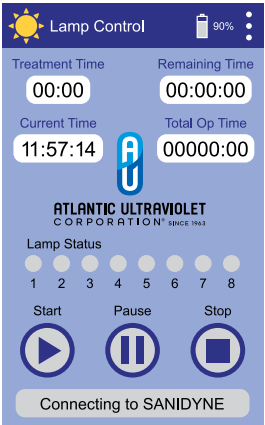 Lamp Control
90%
Treatment Time Remaining Time
00:00 00:00:00
Current Time Total Op Time
11:57:14 00000:00
ATLANTIC ULTRAVIOLET
CORPORATION® SINCE 1963
Lamp Status
1 2 3 4 5 6 7 8
Start Pause Stop
Connecting to SANIDYNE